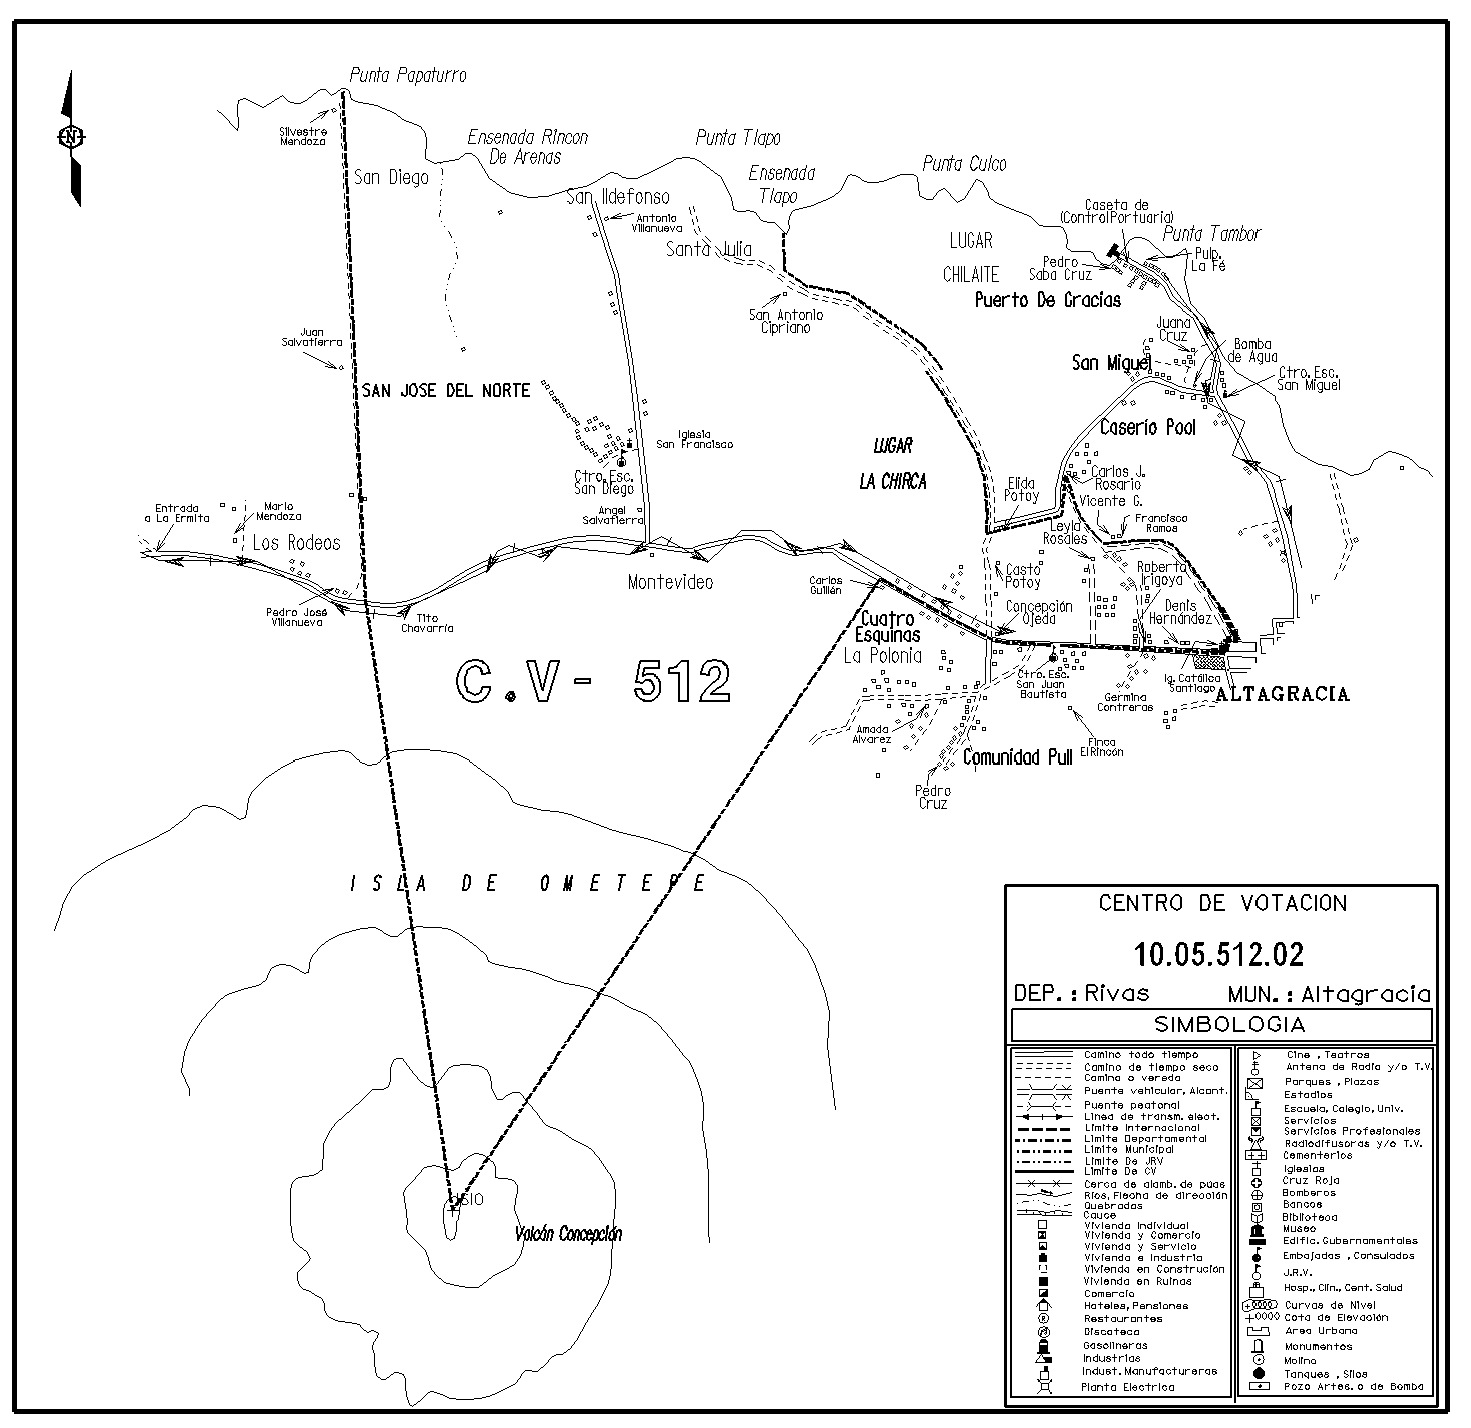 Punta Papaturro
N
Silvestre
Mendoza
San Diego
Ensenada Rincon
De Arenas
Punta Tlapo
Ensenada
Tlapo
Punta Culco
San Ildefonso
Antonio
Villanueva
Santa Julia
LUGAR
CHILAITE
Caseta de
(ControlPortuaria)
Punta Tambor
Pulp.
La Fé
Pedro
Saba Cruz
Puerto De Gracias
San Antonio
Cipriano
Juan
Salvatierra
Juana
Cruz
Bomba
de Agua
San Miguel
Ctro. Esc.
San Miguel
SAN JOSE DEL NORTE
Caserío Pool
Iglesia
San Francisco
LUGAR
LA CHIRCA
Ctro. Esc.
San Diego
Carlos J.
Rosario
Elida
Potoy
Vicente G.
Entrada
a La Ermita
Mario
Mendoza
Angel
Salvatierra
Francisco
Ramos
Leyla
Rosales
Los Rodeos
Montevideo
Casto
Potoy
Roberto
Irigoya
Carlos
Guillén
Pedro José
Villanueva
Tito
Chavarría
Concepción
Ojeda
Denis
Hernández
Cuatro
Esquinas
La Polonia
C.V- 512
Ctro. Esc.
San Juan
Bautista
Ig. Católica
Santiago
Germina
Contreras
ALTAGRACIA
Amada
Alvarez
Finca
El Rincón
Comunidad Pull
Pedro
Cruz
ISLA DE OMETEPE
Volcán Concepción
CENTRO DE VOTACION
10.05.512.02
DEP.: Rivas MUN.: Altagracia
SIMBOLOGIA
Camino todo tiempo
Camino de tiempo seco
Camino o vereda
Puente vehicular, Alcant.
Puente peatonal
Linea de transm. elect.
Limite Internacional
Limite Departamental
Limite Municipal
Limite De JRV
Limite De CV
Cerca de alamb. de puas
Ríos, Flecha de dirección
Quebradas
Cauce
Vivienda Individual
Vivienda y Comercio
Vivienda y Servicio
Vivienda e Industria
Vivienda en Construción
Vivienda en Ruinas
Comercio
Hoteles, Pensiones
R Restaurantes
Discoteca
Gasolineras
Industrias
Indust. Manufactureras
Planta Electrica
Cine , Teatros
Antena de Radio y/o T.V.
Parques , Plazas
Estadios
Escuela, Colegio, Univ.
Servicios
Servicios Profesionales
Radiodifusoras y/o T.V.
Cementerios
Iglesias
Cruz Roja
Bomberos
Bancos
Biblioteca
Museo
Edific. Gubernamentales
Embajadas , Consulados
J.R.V.
Hosp., Clin., Cent. Salud
Curvas de Nivel
Cota de Elevación
Area Urbana
Monumentos
Molino
Tanques , Silos
Pozo Artes. o de Bomba